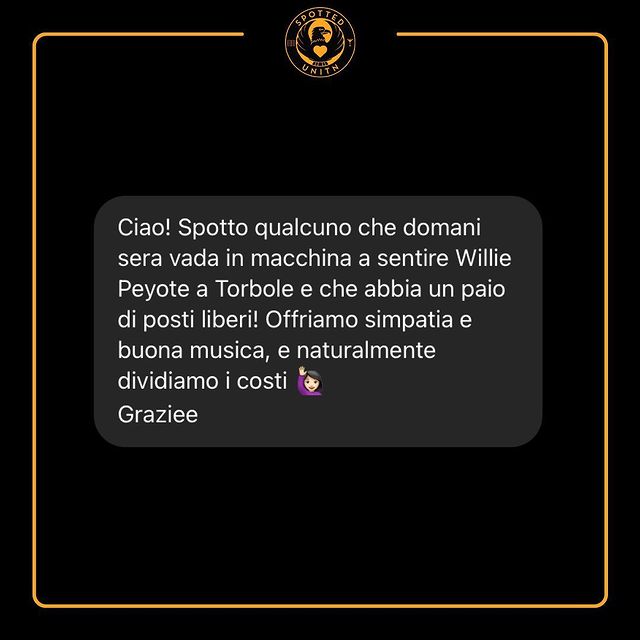 SPOTTED
UNITN
Ciao! Spotto qualcuno che domani
sera vada in macchina a sentire Willie
Peyote a Torbole e che abbia un paio
di posti liberi! Offriamo simpatia e
buona musica, e naturalmente
dividiamo i costi 🙋🏻‍♀️
Graziee